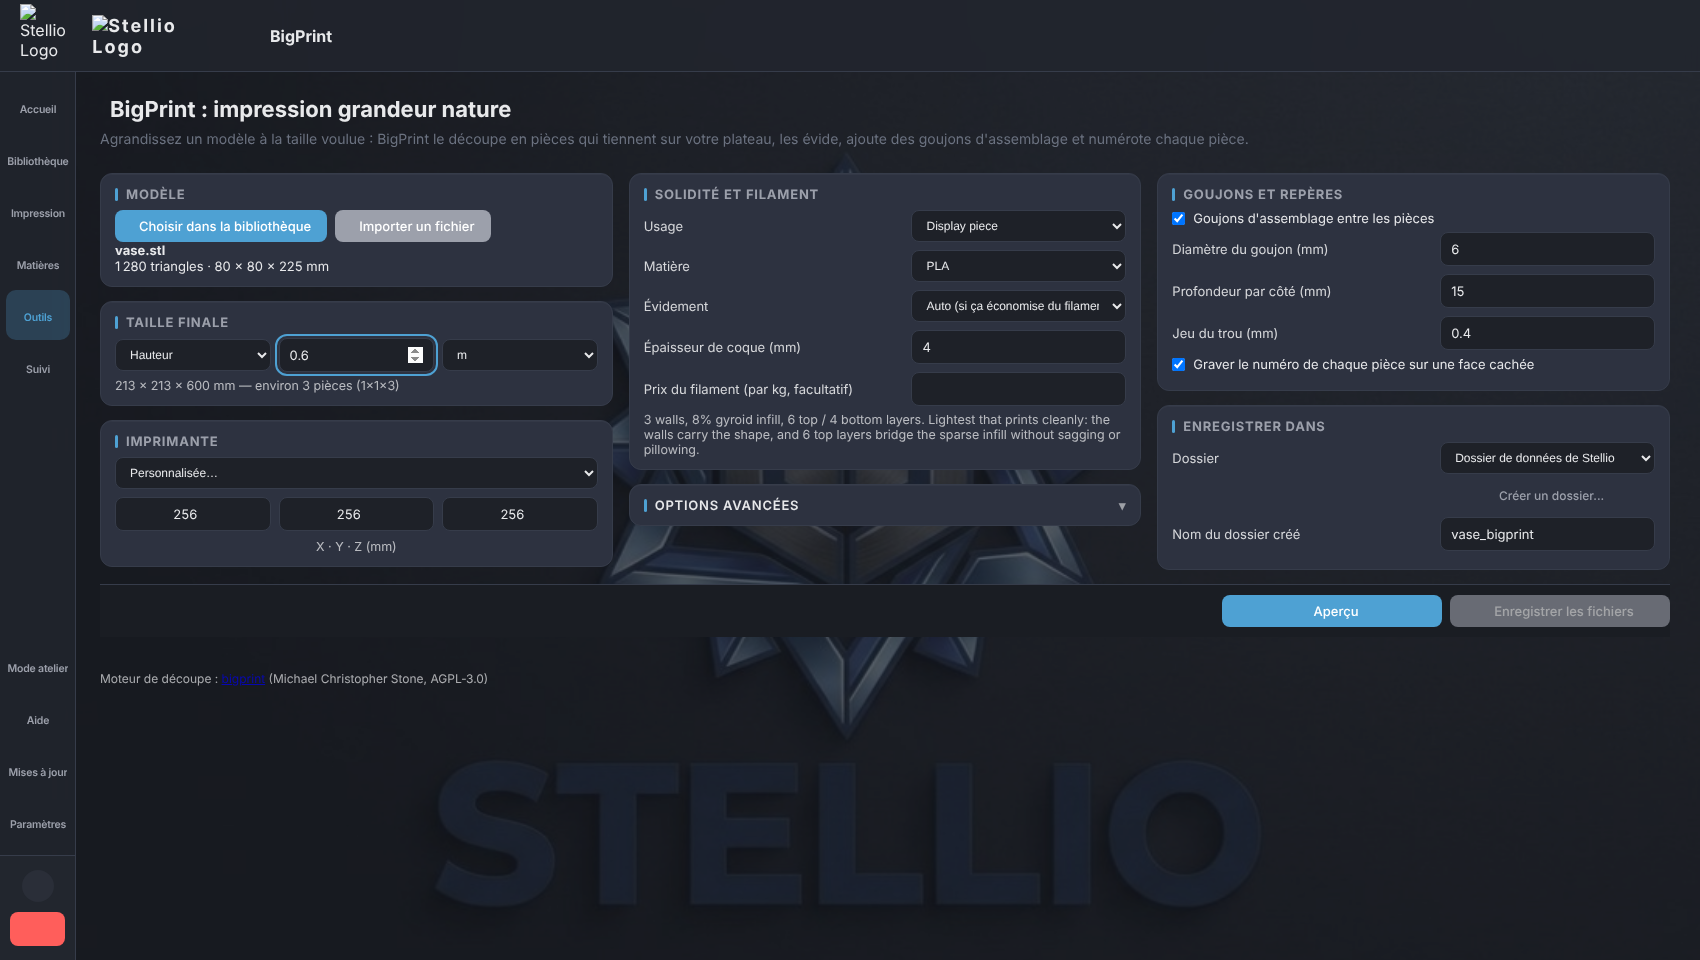 Stellio Logo
Stellio Logo
BigPrint
Accueil
Bibliothèque
Impression
Matières
Outils
Suivi
Mode atelier
Aide
Mises à jour
Paramètres
BigPrint : impression grandeur nature
Agrandissez un modèle à la taille voulue : BigPrint le découpe en pièces qui tiennent sur votre plateau, les évide, ajoute des goujons d'assemblage et numérote chaque pièce.
MODÈLE
Choisir dans la bibliothèque
Importer un fichier
vase.stl
1 280 triangles · 80 × 80 × 225 mm
TAILLE FINALE
Hauteur
0.6
m
213 × 213 × 600 mm — environ 3 pièces (1×1×3)
IMPRIMANTE
Personnalisée…
256
256
256
X · Y · Z (mm)
SOLIDITÉ ET FILAMENT
Usage
Display piece
Matière
PLA
Évidement
Auto (si ça économise du filamen
Épaisseur de coque (mm)
4
Prix du filament (par kg, facultatif)
3 walls, 8% gyroid infill, 6 top / 4 bottom layers. Lightest that prints cleanly: the
walls carry the shape, and 6 top layers bridge the sparse infill without sagging or
pillowing.
OPTIONS AVANCÉES
GOUJONS ET REPÈRES
Goujons d'assemblage entre les pièces
Diamètre du goujon (mm)
6
Profondeur par côté (mm)
15
Jeu du trou (mm)
0.4
Graver le numéro de chaque pièce sur une face cachée
ENREGISTRER DANS
Dossier
Dossier de données de Stellio
Créer un dossier…
Nom du dossier créé
vase_bigprint
Aperçu
Enregistrer les fichiers
Moteur de découpe : bigprint (Michael Christopher Stone, AGPL-3.0)
STELLIO